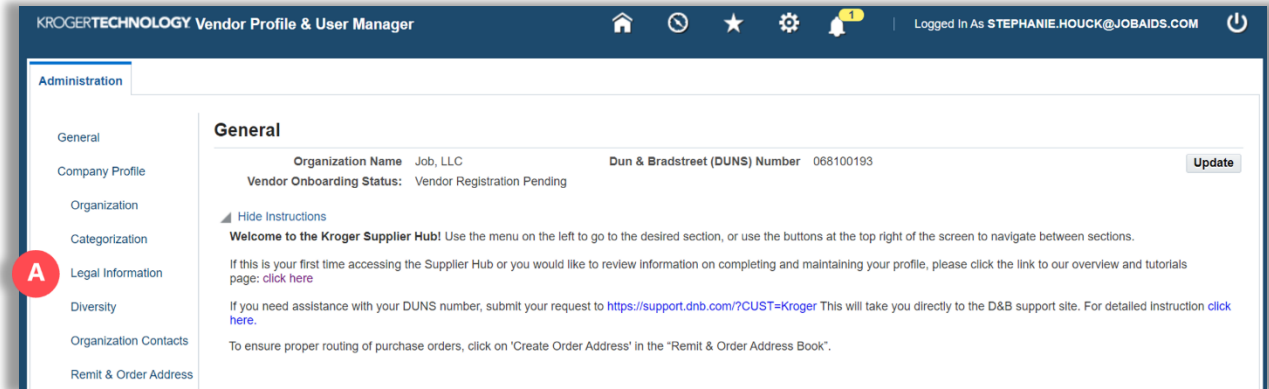 KROGERTECHNOLOGY. Vendor Profile & User Manager
1
Logged In As STEPHANIE.HOUCK@JOBAIDS.COM
Administration
General
Company Profile
Organization
Categorization
A
Legal Information
Diversity
Organization Contacts
Remit & Order Address
General
Organization Name Job, LLC
Dun & Bradstreet (DUNS) Number 068100193
Update
Vendor Onboarding Status: Vendor Registration Pending
Hide Instructions
Welcome to the Kroger Supplier Hub! Use the menu on the left to go to the desired section, or use the buttons at the top right of the screen to navigate between sections.
If this is your first time accessing the Supplier Hub or you would like to review information on completing and maintaining your profile, please click the link to our overview and tutorials
page: click here
If you need assistance with your DUNS number, submit your request to https://support.dnb.com/?CUST=Kroger This will take you directly to the D&B support site. For detailed instruction click
here.
To ensure proper routing of purchase orders, click on 'Create Order Address' in the “Remit & Order Address Book”.